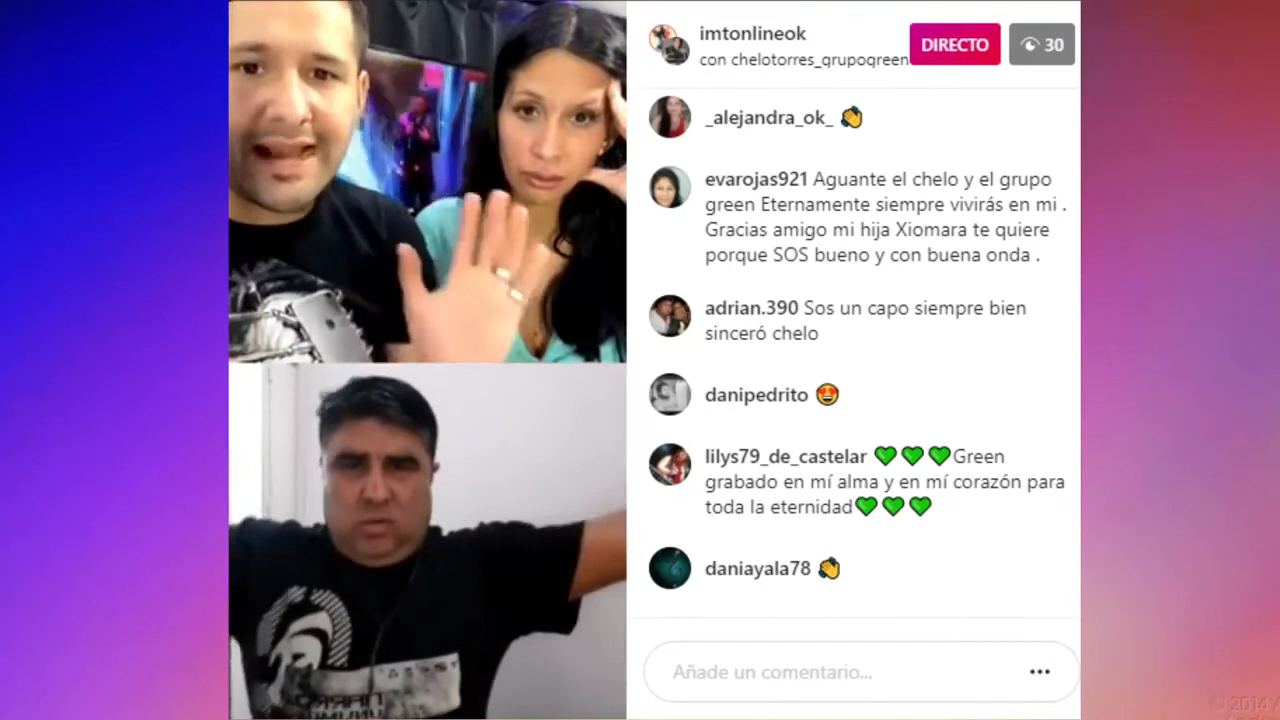 imtonlineok
con chelotorres_grupogreen
DIRECTO
30
_alejandra_ok_ 👏
evarojas921 Aguante el chelo y el grupo
green Eternamente siempre vivirás en mi .
Gracias amigo mi hija Xiomara te quiere
porque SOS bueno y con buena onda .
adrian.390 Sos un capo siempre bien
sinceró chelo
danipedrito 😍
lilys79_de_castelar 💚💚💚Green
grabado en mí alma y en mí corazón para
toda la eternidad💚💚💚
daniayala78 👏
Añade un comentario...
© 2014